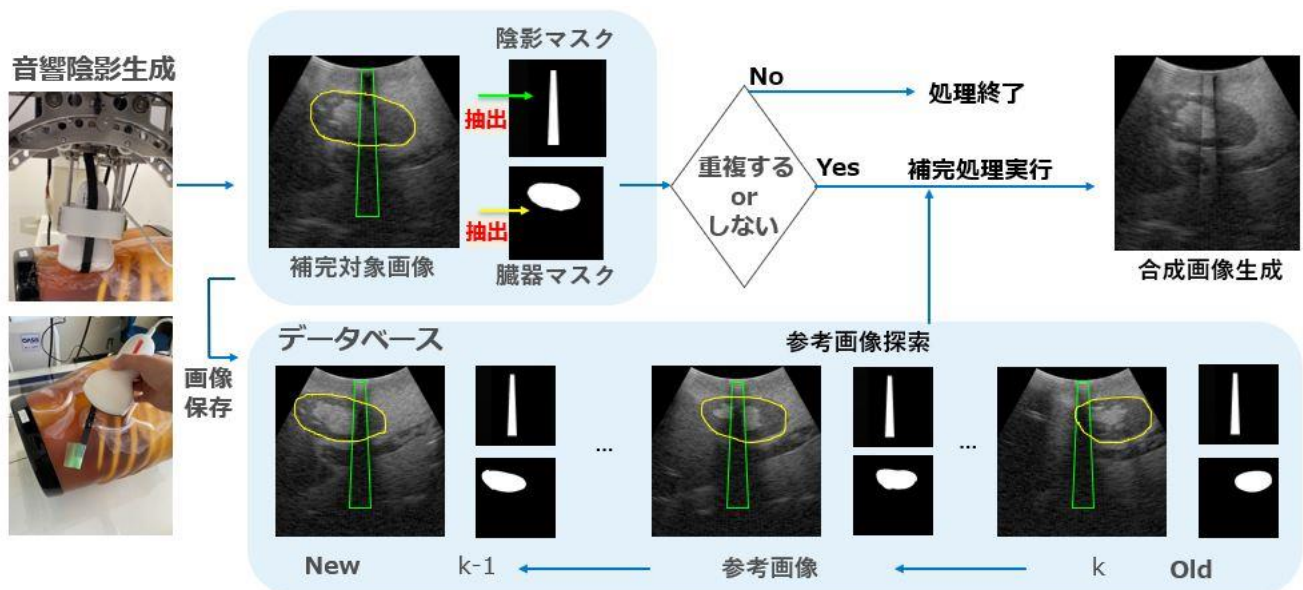 音響陰影生成
陰影マスク
抽出
抽出
補完対象画像
臓器マスク
重複する
or
しない
No
処理終了
Yes
補完処理実行
合成画像生成
画像
保存
データベース
参考画像探索
...
...
New
k-1
参考画像
k
Old